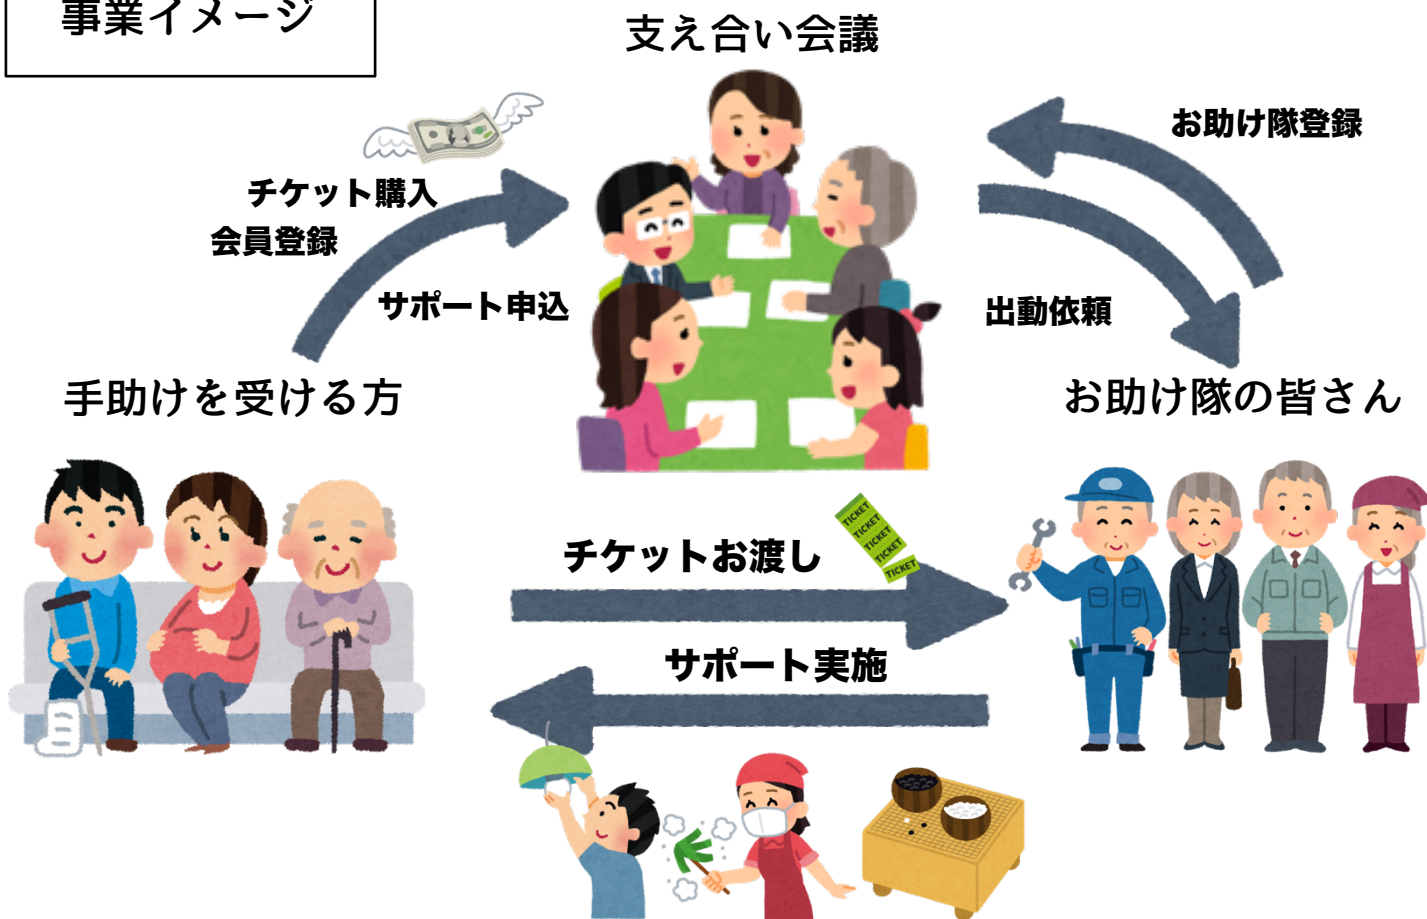 事業イメージ
支え合い会議
お助け隊登録
チケット購入
会員登録
サポート申込
出動依頼
手助けを受ける方
お助け隊の皆さん
TICKET
TICKET
TICKET
TICKET
TICKET
チケットお渡し
サポート実施